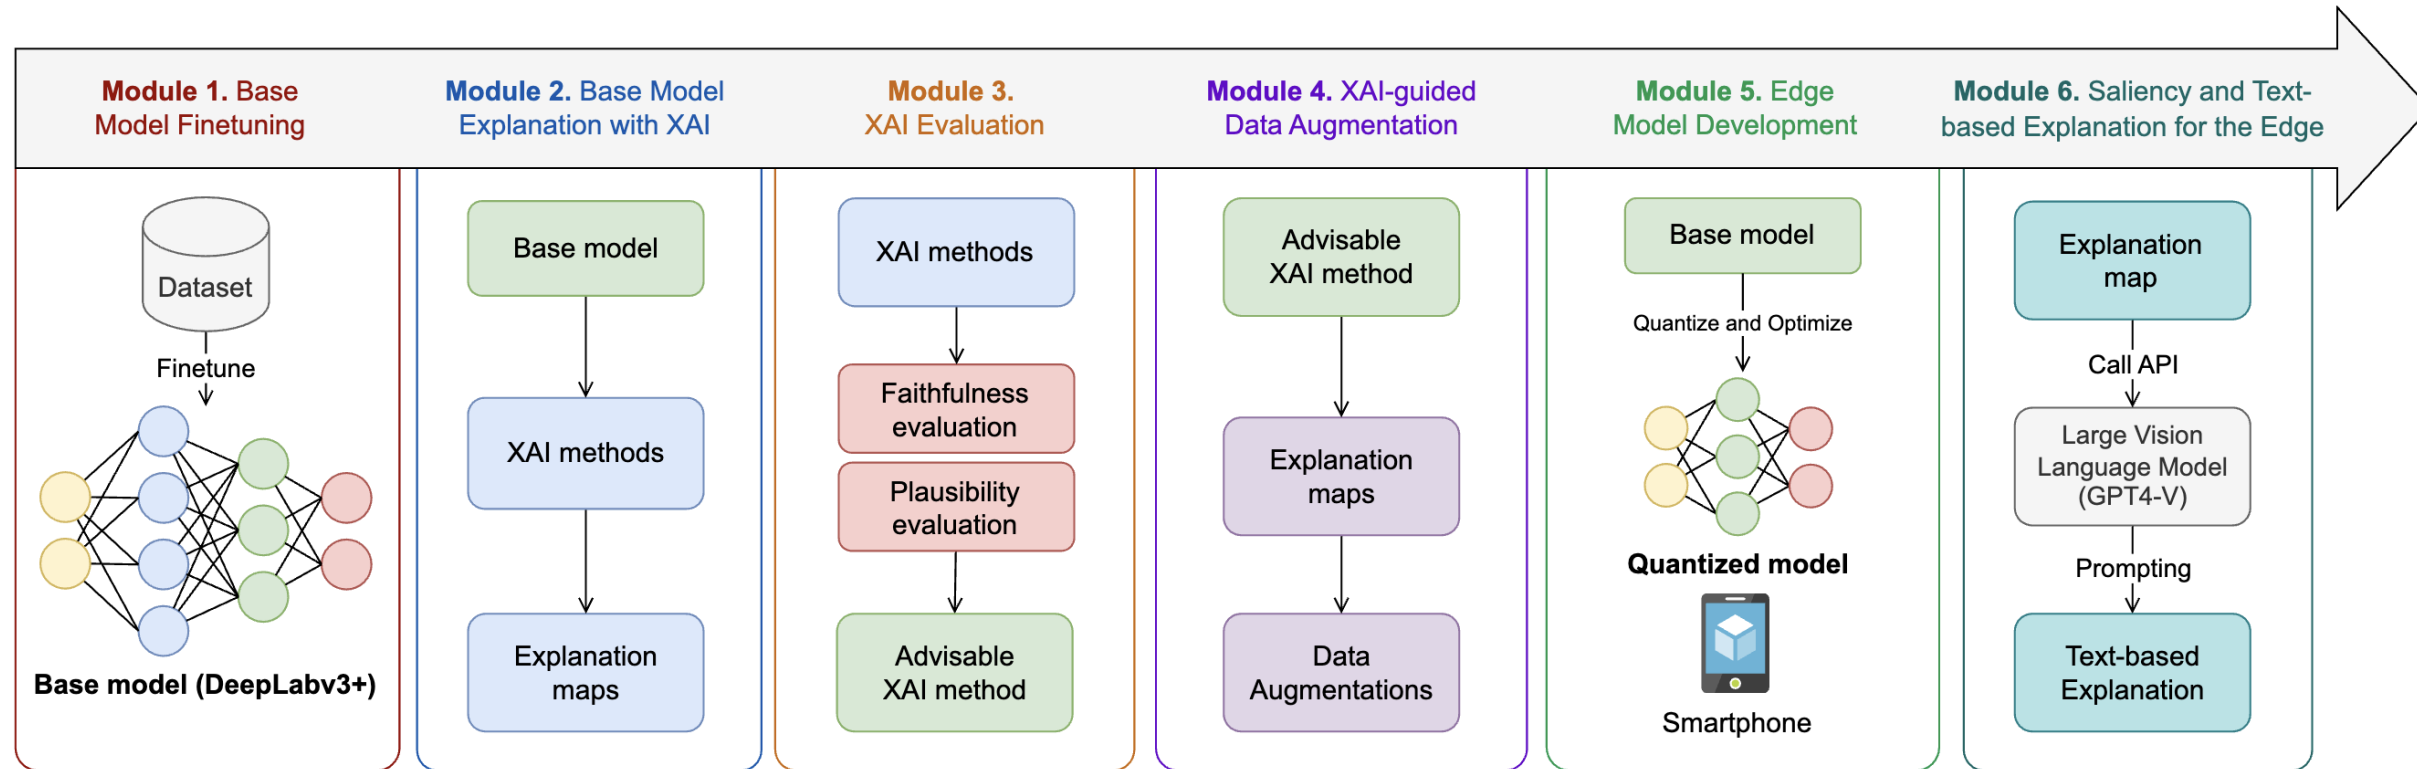 Module 1. Base
Model Finetuning
Module 2. Base Model
Explanation with XAI
Module 3.
XAI Evaluation
Module 4. XAI-guided
Data Augmentation
Module 5. Edge
Model Development
Module 6. Saliency and Text-
based Explanation for the Edge
Dataset
Finetune
Base model (DeepLabv3+)
Base model
XAI methods
Explanation
maps
XAI methods
Faithfulness
evaluation
Plausibility
evaluation
Advisable
XAI method
Advisable
XAI method
Explanation
maps
Data
Augmentations
Base model
Quantize and Optimize
Quantized model
Smartphone
Explanation
map
Call API
Large Vision
Language Model
(GPT4-V)
Prompting
Text-based
Explanation